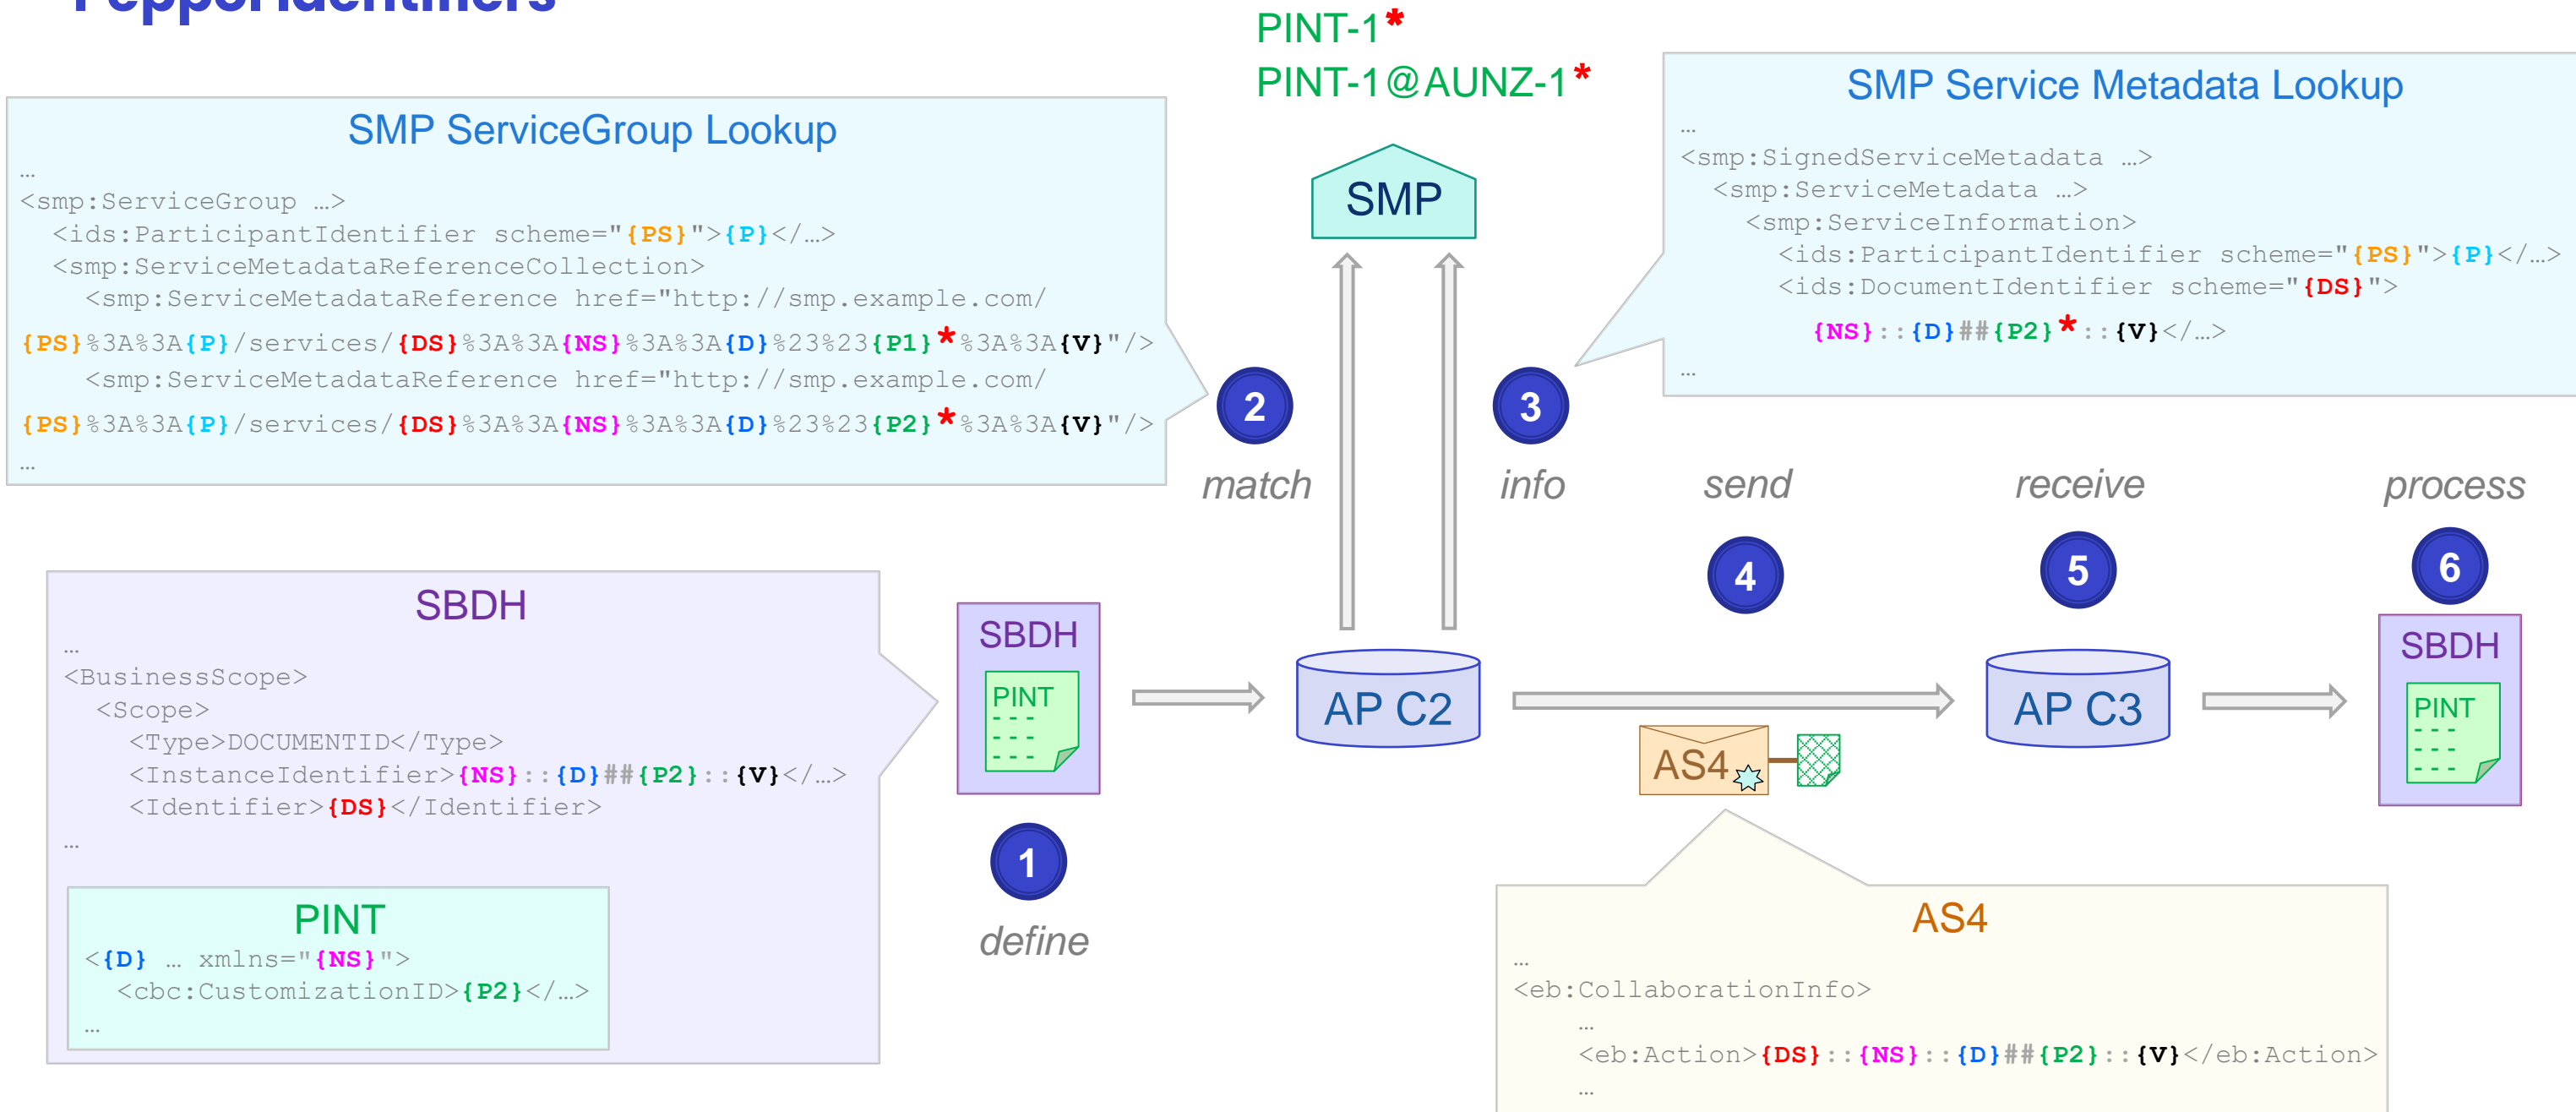 Peppol Identifiers
PINT-1*
PINT-1@AUNZ-1*
SMP ServiceGroup Lookup
…
<smp:ServiceGroup …>
<ids:ParticipantIdentifier scheme="{PS}">{P}</…>
<smp:ServiceMetadataReferenceCollection>
<smp:ServiceMetadataReference href="http://smp.example.com/
{PS}%3A%3A{P}/services/{DS}%3A%3A{NS}%3A%3A{D}%23%23{P1}*%3A%3A{V}"/>
<smp:ServiceMetadataReference href="http://smp.example.com/
{PS}%3A%3A{P}/services/{DS}%3A%3A{NS}%3A%3A{D}%23%23{P2}*%3A%3A{V}"/>
…
SMP
SMP Service Metadata Lookup
…
<smp:SignedServiceMetadata …>
<smp:ServiceMetadata …>
<smp:ServiceInformation>
<ids:ParticipantIdentifier scheme="{PS}">{P}</…>
<ids:DocumentIdentifier scheme="{DS}">
{NS}::{D}##{P2}*::{V}</…>
…
2
match
3
info
send
4
receive
5
process
6
SBDH
…
<BusinessScope>
<Scope>
<Type>DOCUMENTID</Type>
<InstanceIdentifier>{NS}::{D}##{P2}::{V}</…>
<Identifier>{DS}</Identifier>
…
PINT
<{D} … xmlns="{NS}">
<cbc:CustomizationID>{P2}</…>
…
SBDH
PINT
- - -
- - -
- - -
1
define
AP C2
AS4
AP C3
SBDH
PINT
- - -
- - -
- - -
AS4
…
<eb:CollaborationInfo>
…
<eb:Action>{DS}::{NS}::{D}##{P2}::{V}</eb:Action>
…